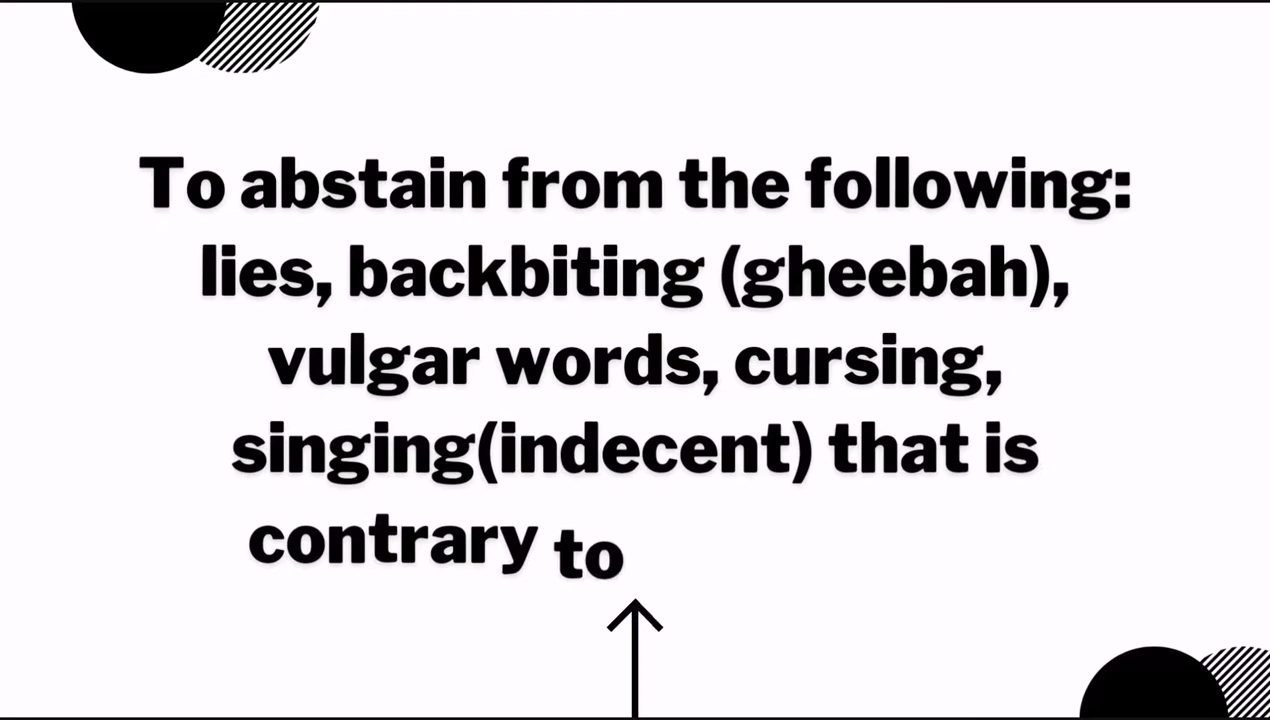 To abstain from the following:
lies, backbiting (gheebah),
vulgar words, cursing,
singing(indecent) that is
contrary to